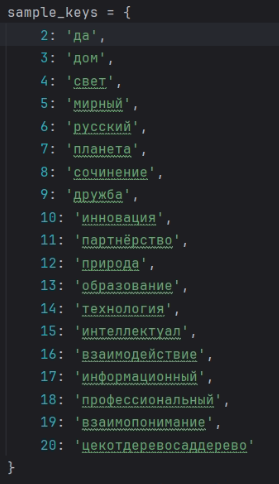 sample_keys = {
2: 'да',
3: 'дом',
4: 'свет',
5: 'мирный',
6: 'русский',
7: 'планета',
8: 'сочинение',
9: 'дружба',
10: 'инновация',
11: 'партнёрство',
12: 'природа',
13: 'образование',
14: 'технология',
15: 'интеллектуал',
16: 'взаимодействие',
17: 'информационный',
18: 'профессиональный',
19: 'взаимопонимание',
20: 'цекотдеревосаддерево'
}